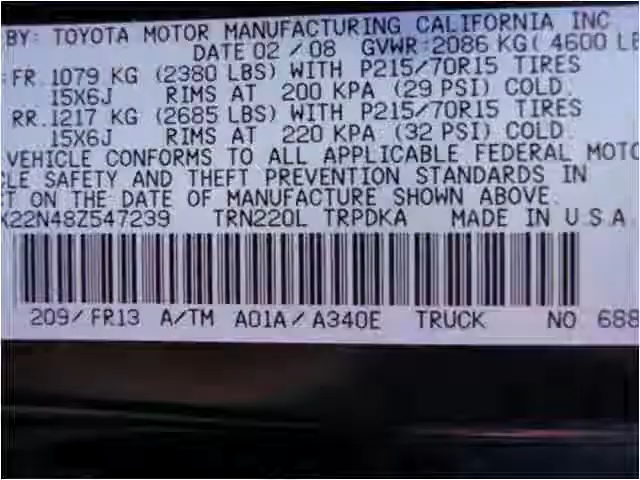 BY: TOYOTA MOTOR MANUFACTURING CALIFORNIA INC
DATE 02/08 GVWR: 2086 KG( 4600 LB
FR. 1079 KG (2380 LBS) WITH P215/70R15 TIRES
15X6J RIMS AT 200 KPA (29 PSI) COLD.
RR. 1217 KG (2685 LBS) WITH P215/70R15 TIRES
15X6J RIMS AT 220 KPA (32 PSI) COLD.
VEHICLE CONFORMS TO ALL APPLICABLE FEDERAL MOTO
CLE SAFETY AND THEFT PREVENTION STANDARDS IN
T ON THE DATE OF MANUFACTURE SHOWN ABOVE.
X22N48Z547239 TRN220L TRPDKA MADE IN U.S.A.
209/FR13 A/TM A01A/A340E TRUCK NO 688